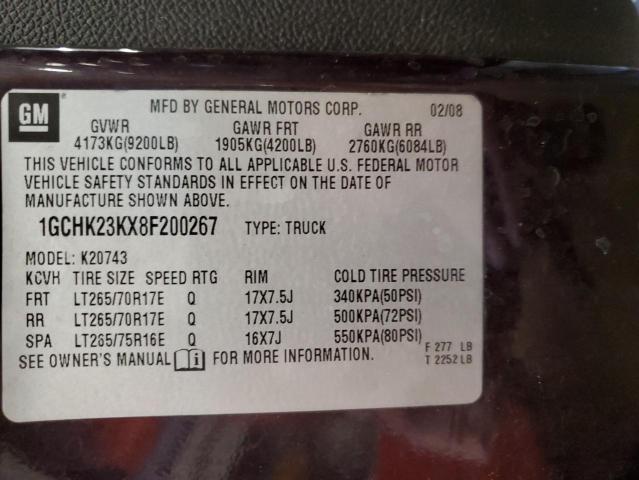 GM MFD BY GENERAL MOTORS CORP. 02/08
GVWR GAWR FRT GAWR RR
4173KG(9200LB) 1905KG(4200LB) 2760KG(6084LB)
THIS VEHICLE CONFORMS TO ALL APPLICABLE U.S. FEDERAL MOTOR
VEHICLE SAFETY STANDARDS IN EFFECT ON THE DATE OF
MANUFACTURE SHOWN ABOVE.
1GCHK23KX8F200267 TYPE: TRUCK
MODEL: K20743
KCVH TIRE SIZE SPEED RTG RIM COLD TIRE PRESSURE
FRT LT265/70R17E Q 17X7.5J 340KPA(50PSI)
RR LT265/70R17E Q 17X7.5J 500KPA(72PSI)
SPA LT235/75R16E Q 16X7J 550KPA(80PSI)
SEE OWNER'S MANUAL i FOR MORE INFORMATION. F 277 LB
T 2252 LB